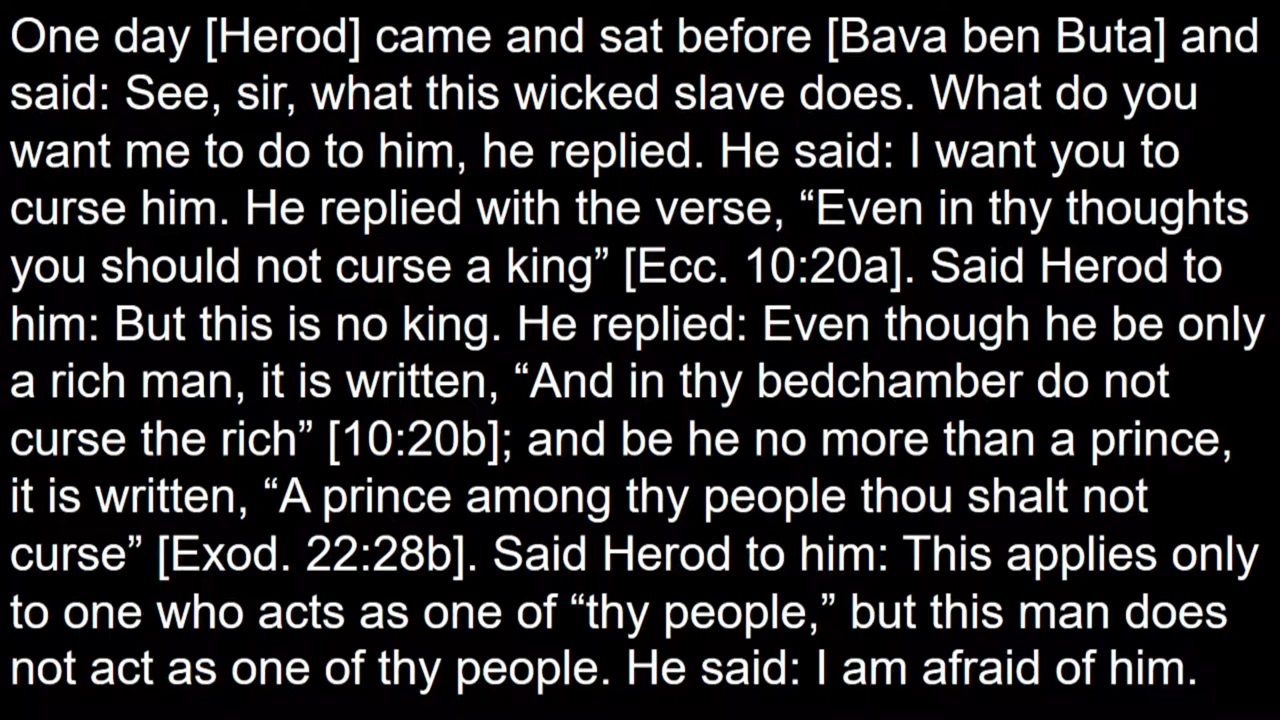 One day [Herod] came and sat before [Bava ben Buta] and
said: See, sir, what this wicked slave does. What do you
want me to do to him, he replied. He said: I want you to
curse him. He replied with the verse, “Even in thy thoughts
you should not curse a king” [Ecc. 10:20a]. Said Herod to
him: But this is no king. He replied: Even though he be only
a rich man, it is written, “And in thy bedchamber do not
curse the rich” [10:20b]; and be he no more than a prince,
it is written, “A prince among thy people thou shalt not
curse” [Exod. 22:28b]. Said Herod to him: This applies only
to one who acts as one of “thy people,” but this man does
not act as one of thy people. He said: I am afraid of him.